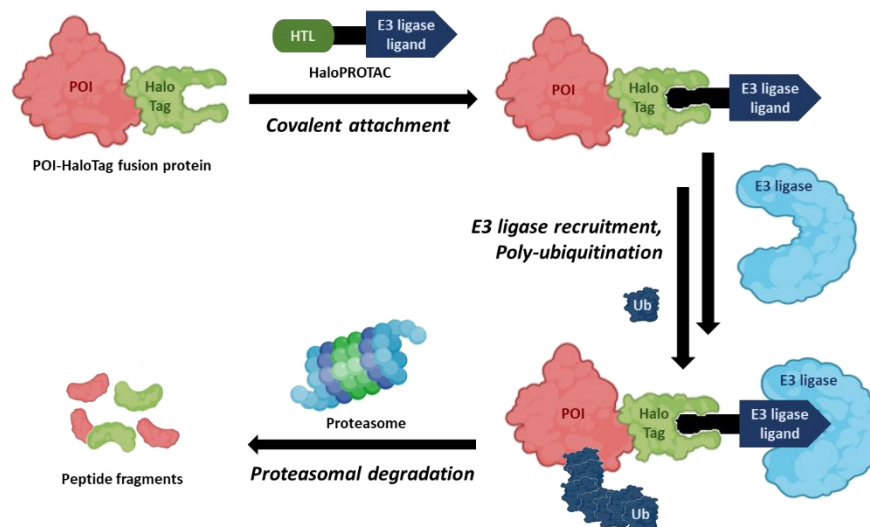 POI
Halo
Tag
POI-HaloTag fusion protein
HTL
E3 ligase
ligand
HaloPROTAC
Covalent attachment
POI
Halo
Tag
E3 ligase
ligand
E3 ligase
E3 ligase recruitment,
Poly-ubiquitination
Ub
E3 ligase
POI
Halo
Tag
E3 ligase
ligand
Ub
Proteasome
Proteasomal degradation
Peptide fragments